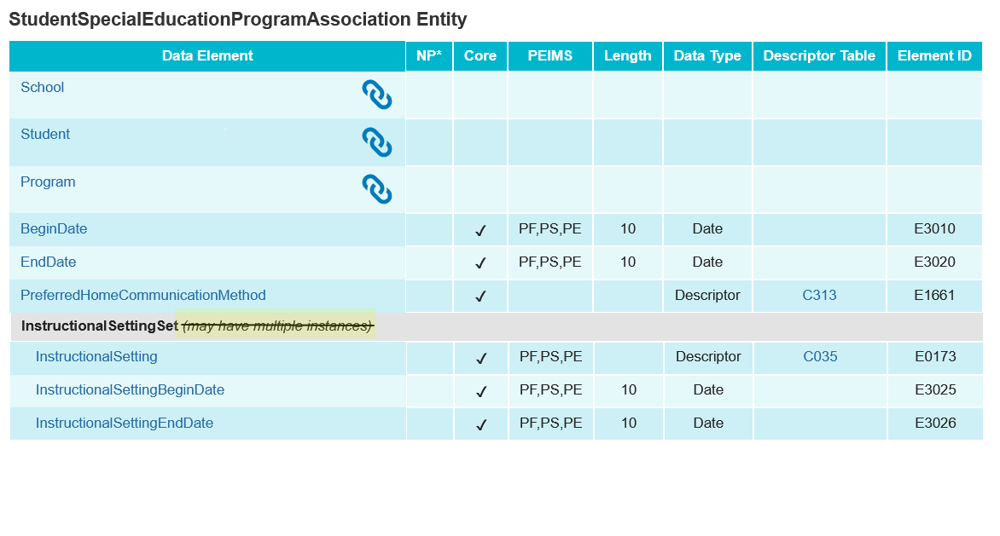 StudentSpecialEducationProgramAssociation Entity
Data Element NP* Core PEIMS Length Data Type Descriptor Table Element ID
School
Student
Program
BeginDate ✓ PF,PS,PE 10 Date E3010
EndDate ✓ PF,PS,PE 10 Date E3020
PreferredHomeCommunicationMethod ✓ Descriptor C313 E1661
InstructionalSettingSet (may have multiple instances)
InstructionalSetting ✓ PF,PS,PE Descriptor C035 E0173
InstructionalSettingBeginDate ✓ PF,PS,PE 10 Date E3025
InstructionalSettingEndDate ✓ PF,PS,PE 10 Date E3026